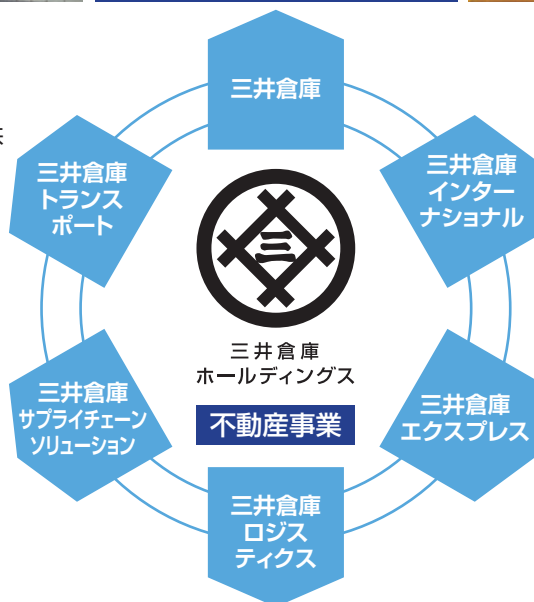 三井倉庫
三井倉庫
インター
ナショナル
三井倉庫
エクスプレス
三井倉庫
ロジス
ティクス
三井倉庫
サプライチェーン
ソリューション
三井倉庫
トランス
ポート
三
三井倉庫
ホールディングス
不動産事業